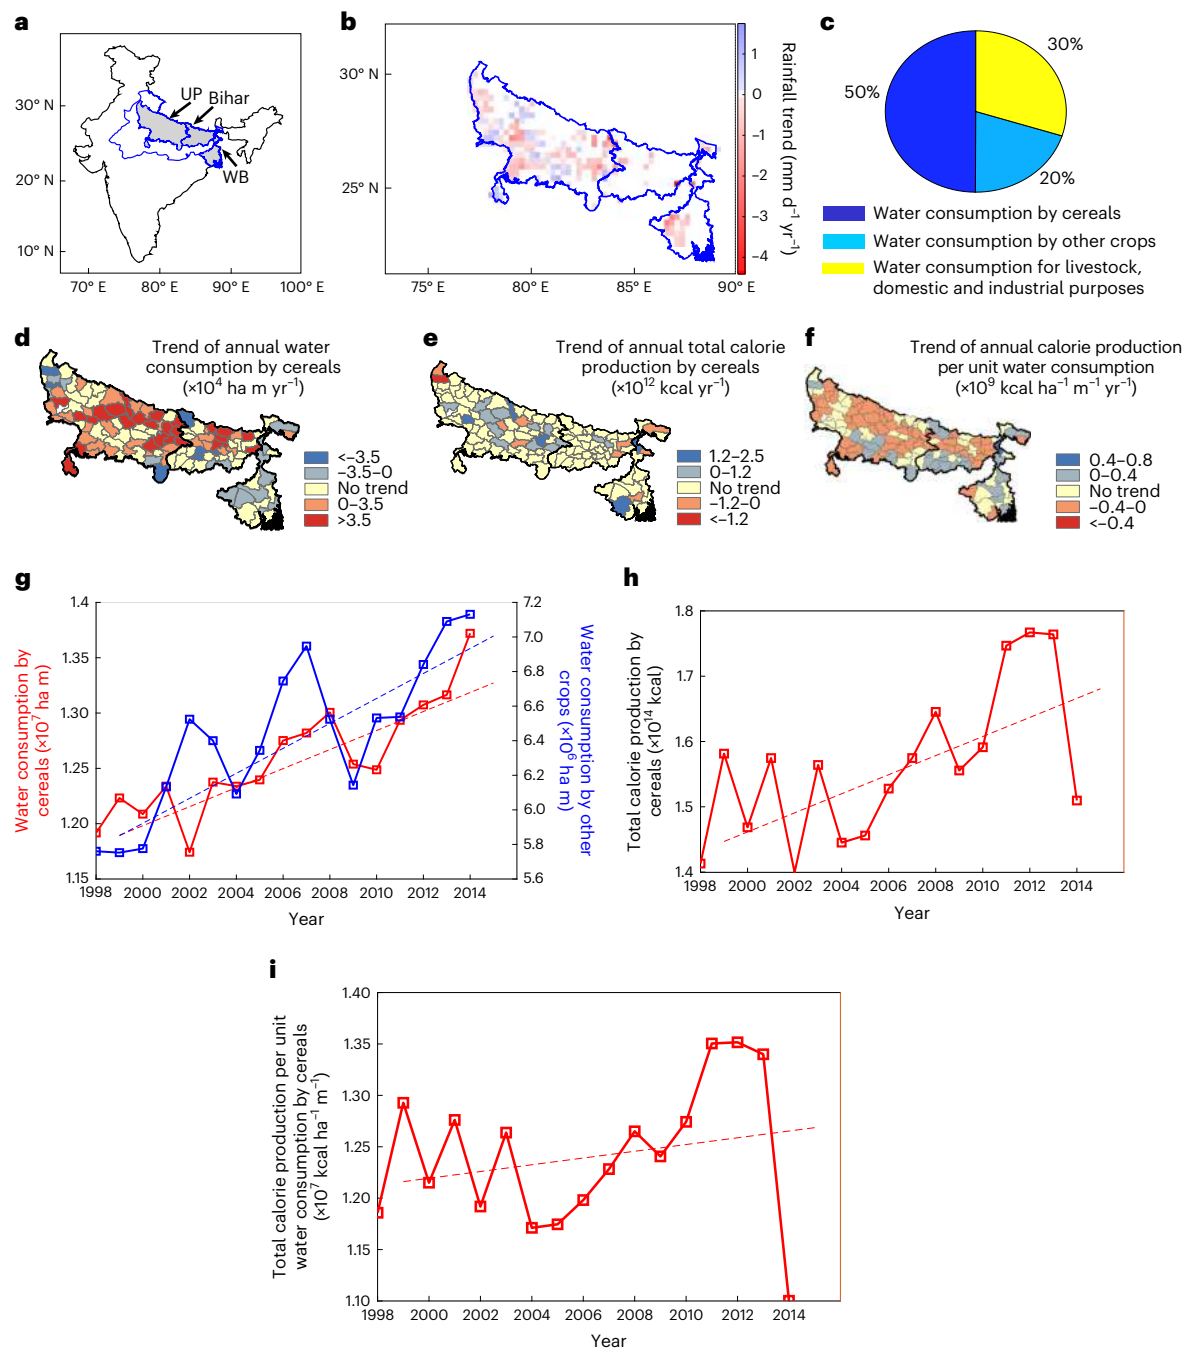 a
30° N
20° N
10° N
70° E
80° E
90° E
100° E
UP
Bihar
WB
b
30° N
25° N
75° E
80° E
85° E
90° E
1
0
−1
−2
−3
−4
Rainfall trend (mm d⁻¹ yr⁻¹)
c
50%
30%
20%
Water consumption by cereals
Water consumption by other crops
Water consumption for livestock,
domestic and industrial purposes
d
Trend of annual water
consumption by cereals
(×10⁴ ha m yr⁻¹)
<−3.5
−3.5–0
No trend
0–3.5
>3.5
e
Trend of annual total calorie
production by cereals
(×10¹² kcal yr⁻¹)
1.2–2.5
0–1.2
No trend
−1.2–0
<−1.2
f
Trend of annual calorie production
per unit water consumption
(×10⁹ kcal ha⁻¹ m⁻¹ yr⁻¹)
0.4–0.8
0–0.4
No trend
−0.4–0
<−0.4
g
Water consumption by
cereals (×10⁷ ha m)
1.4
1.35
1.30
1.25
1.20
1.15
7.2
7.0
6.8
6.6
6.4
6.2
6.0
5.8
5.6
Water consumption by other
crops (×10⁶ ha m)
1998 2000 2002 2004 2006 2008 2010 2012 2014
Year
h
Total calorie production by
cereals (×10¹⁴ kcal)
1.8
1.7
1.6
1.5
1.4
1998 2000 2002 2004 2006 2008 2010 2012 2014
Year
i
Total calorie production per unit
water consumption by cereals
(×10⁷ kcal ha⁻¹ m⁻¹)
1.40
1.35
1.30
1.25
1.20
1.15
1.10
1998 2000 2002 2004 2006 2008 2010 2012 2014
Year